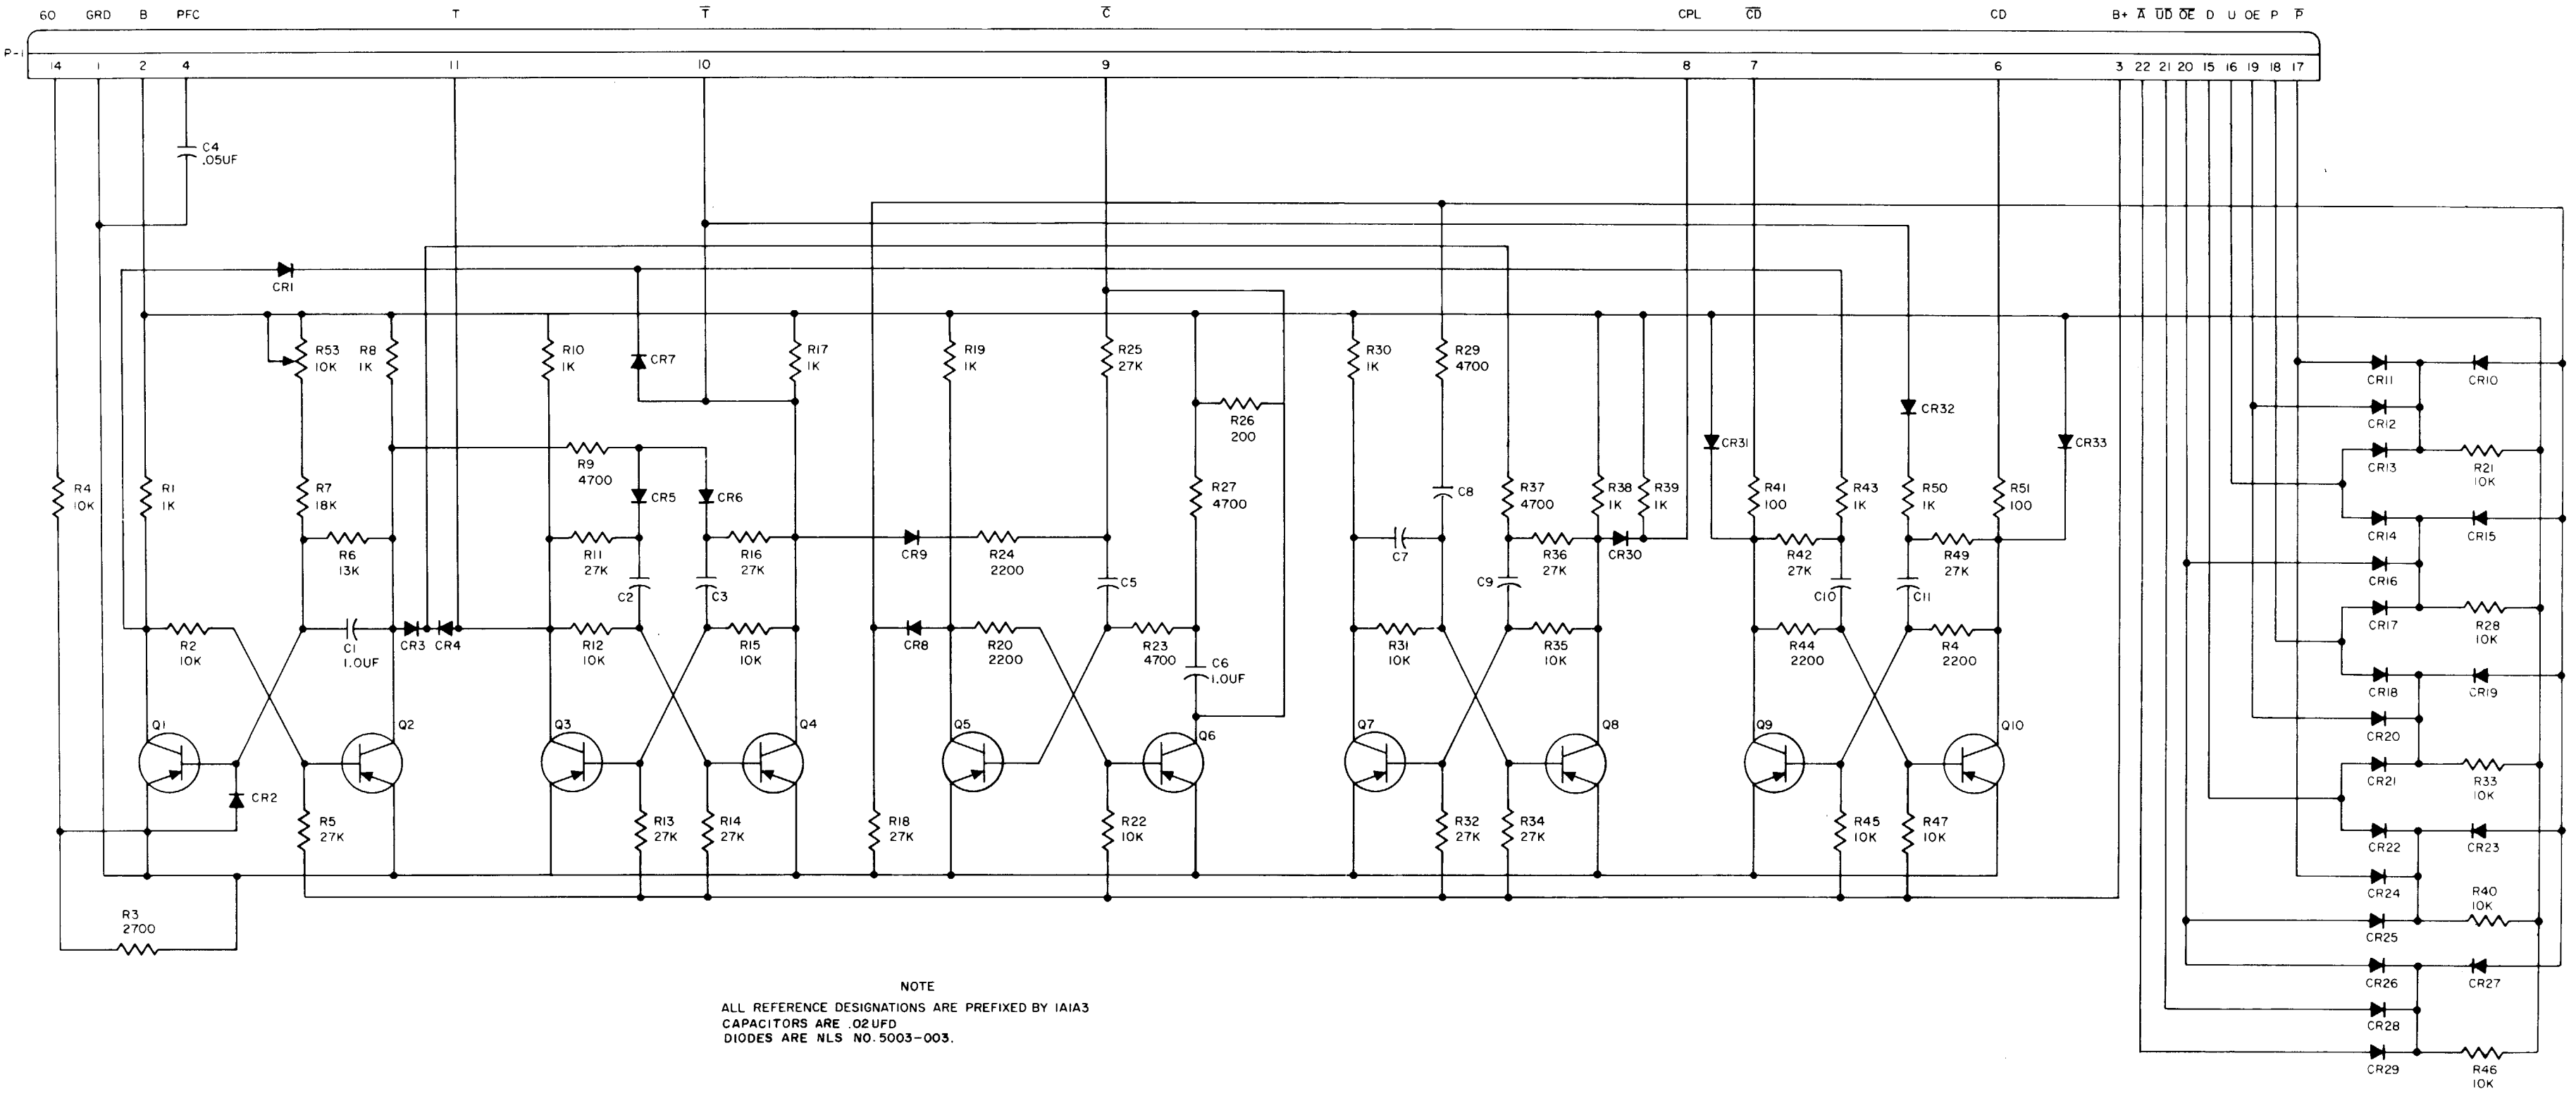 60 GRD B PFC T T̅ C̅ CPL C̅D̅ CD B+ A̅ U̅D̅ O̅E̅ D U OE P P̅
P-1
14 1 2 4 11 10 9 8 7 6 3 22 21 20 15 16 19 18 17
C4
.05UF
CR1
R53
10K
R8
1K
R10
1K
CR7
R17
1K
R19
1K
R25
27K
R26
200
R30
1K
R29
4700
CR32
CR31
CR33
CR11
CR10
CR12
CR13
R21
10K
R4
10K
R1
1K
R7
18K
R9
4700
CR5
CR6
R27
4700
C8
R37
4700
R38
1K
R39
1K
R41
100
R43
1K
R50
1K
R51
100
R6
13K
R11
27K
R16
27K
CR9
R24
2200
C7
R36
27K
CR30
R42
27K
R49
27K
CR14
CR15
CR16
C2
C3
C5
C9
C10
C11
R2
10K
C1
1.0UF
CR3
CR4
R12
10K
R15
10K
CR8
R20
2200
R23
4700
C6
1.0UF
R31
10K
R35
10K
R44
2200
R4
2200
CR17
R28
10K
CR18
CR19
CR20
Q1
Q2
Q3
Q4
Q5
Q6
Q7
Q8
Q9
Q10
CR2
CR21
R33
10K
R5
27K
R13
27K
R14
27K
R18
27K
R22
10K
R32
27K
R34
27K
R45
10K
R47
10K
CR22
CR23
CR24
R40
10K
CR25
R3
2700
CR26
CR27
CR28
CR29
R46
10K
NOTE
ALL REFERENCE DESIGNATIONS ARE PREFIXED BY 1A1A3
CAPACITORS ARE .02UFD
DIODES ARE NLS NO. 5003-003.